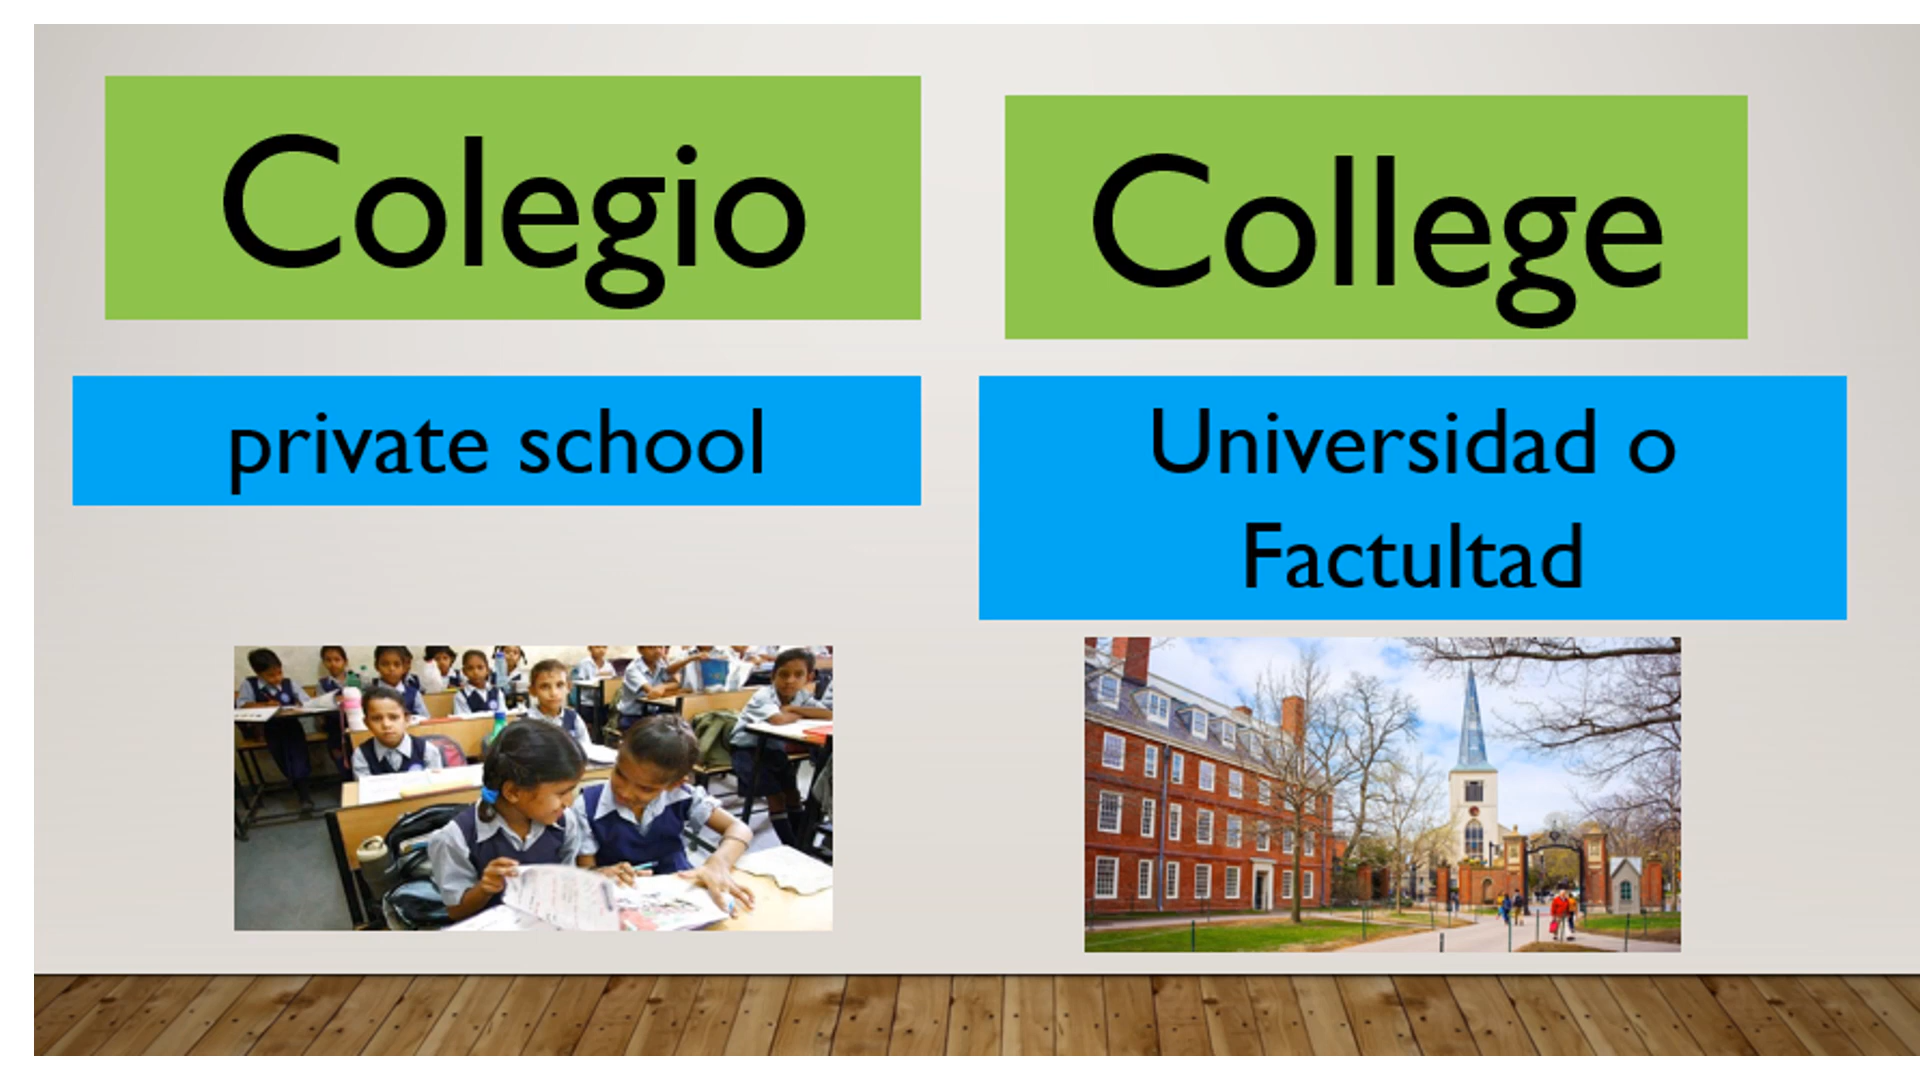 Colegio
College
private school
Universidad o
Factultad